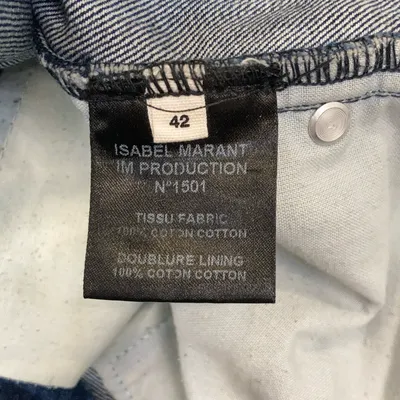 42
ISABEL MARANT
IM PRODUCTION
N°1501
TISSU FABRIC
100% COTON COTTON
DOUBLURE LINING
100% COTON COTTON